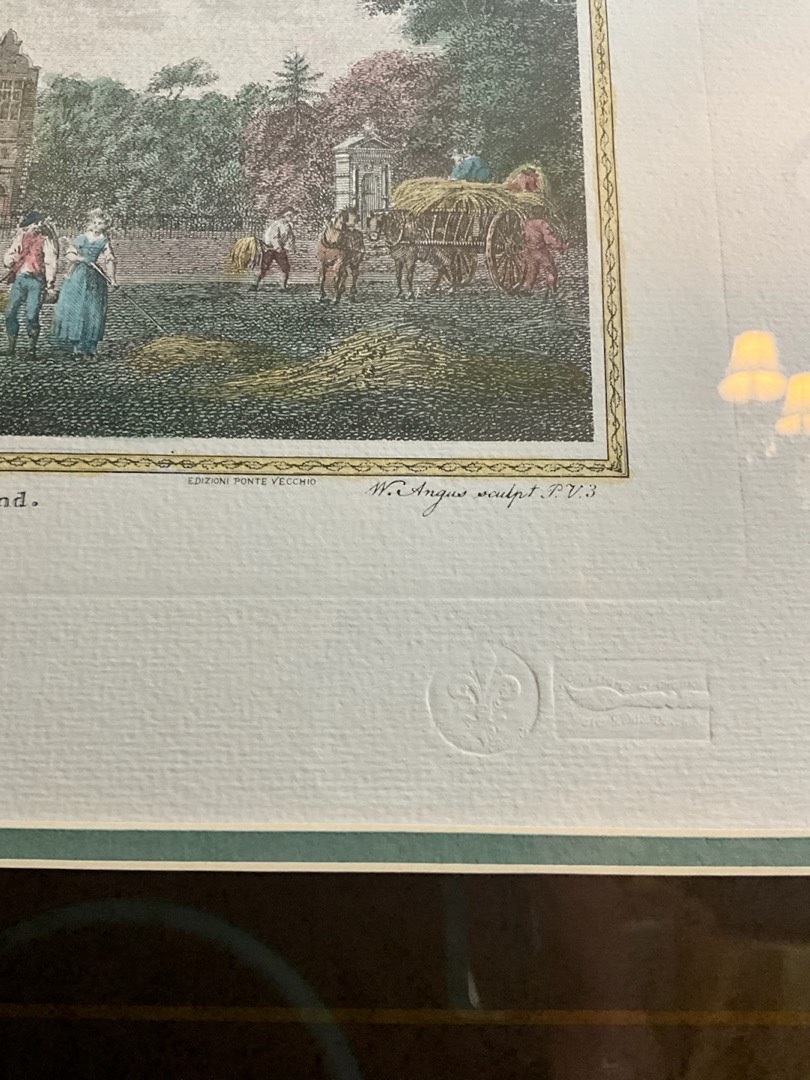 EDIZIONI PONTE VECCHIO
W. Angus sculpt P.V.3
nd.